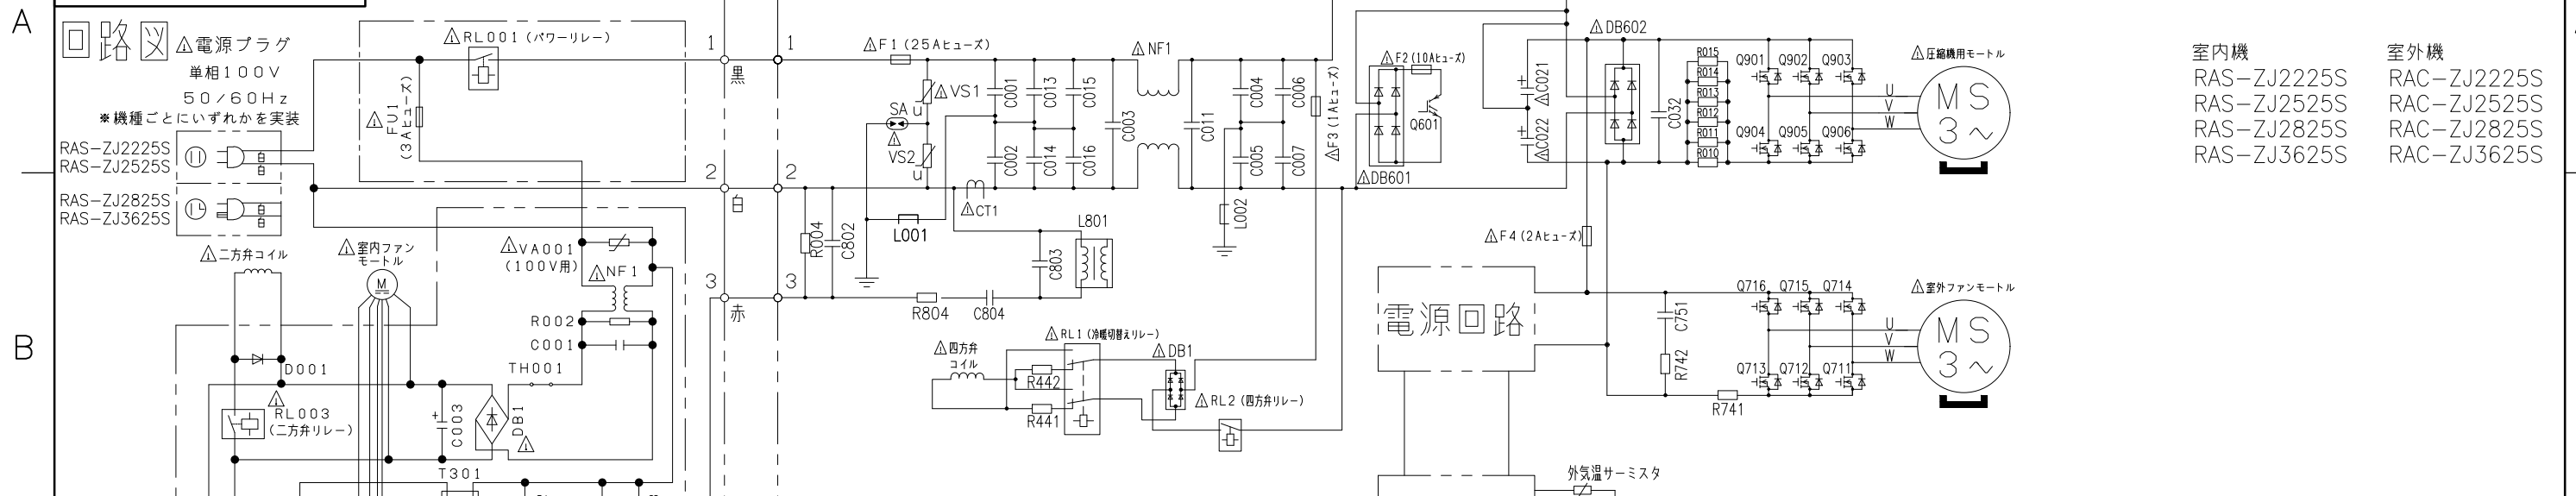 A
回路図
⚠電源プラグ
単相100V
50/60Hz
※機種ごとにいずれかを実装
RAS-ZJ2225S
RAS-ZJ2525S
白
白
RAS-ZJ2825S
RAS-ZJ3625S
白
白
⚠RL001(パワーリレー)
⚠FU1
(3Aヒューズ)
1
1
黒
2
2
白
3
3
赤
⚠F1(25Aヒューズ)
SA
⚠
⚠VS1
u
VS2
u
C001
C013
C015
C002
C014
C016
C003
⚠NF1
C011
C004
C006
C005
C007
L002
⚠F3(1Aヒューズ)
⚠CT1
L001
R004
C802
L801
C803
R804
C804
⚠F2(10Aヒューズ)
Q601
⚠DB601
⚠DB602
⚠C021
⚠C022
C032
R015
R014
R013
R012
R011
R010
Q901
Q902
Q903
Q904
Q905
Q906
U
V
W
⚠圧縮機用モートル
MS
3～
室内機
室外機
RAS-ZJ2225S
RAC-ZJ2225S
RAS-ZJ2525S
RAC-ZJ2525S
RAS-ZJ2825S
RAC-ZJ2825S
RAS-ZJ3625S
RAC-ZJ3625S
B
⚠二方弁コイル
⚠室内ファン
モートル
M
⚠VA001
(100V用)
⚠NF1
R002
C001
TH001
D001
⚠
RL003
(二方弁リレー)
C003
DB1
⚠
T301
⚠四方弁
コイル
⚠RL1(冷暖切替えリレー)
R442
R441
⚠DB1
⚠RL2(四方弁リレー)
⚠F4(2Aヒューズ)
電源回路
C751
R742
R741
Q716
Q715
Q714
Q713
Q712
Q711
U
V
W
⚠室外ファンモートル
MS
3～
外気温サーミスタ